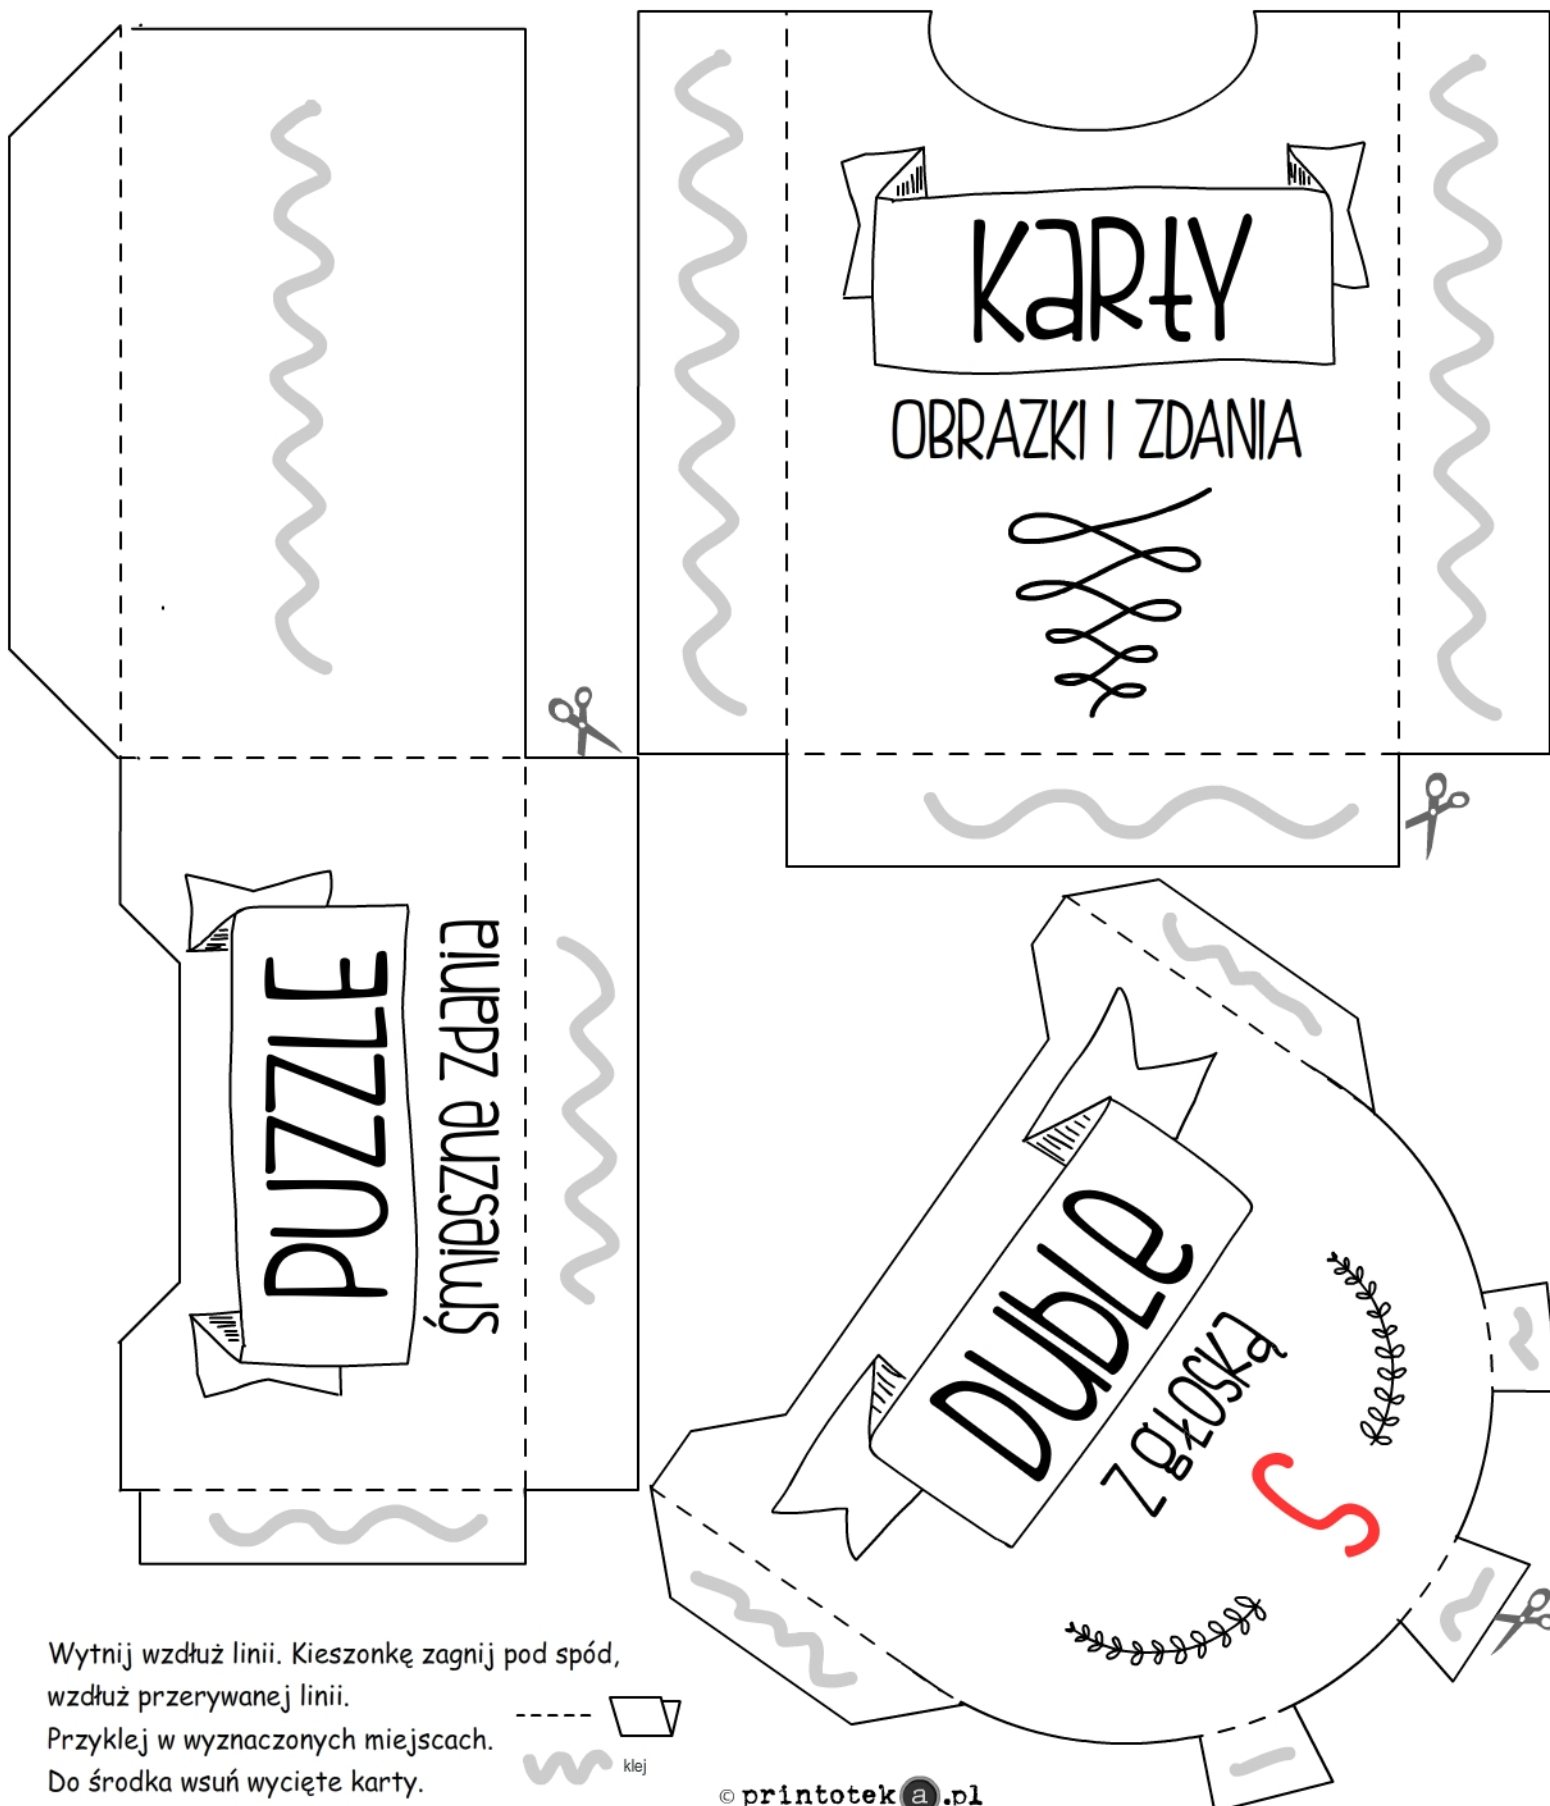 KaRtY
OBRAZKI I ZDANIA
PUZZLE
śmieszne zdania
DUbLe
z gŁOSKą
S
Wytnij wzdłuż linii. Kieszonkę zagnij pod spód,
wzdłuż przerywanej linii.
Przyklej w wyznaczonych miejscach.
Do środka wsuń wycięte karty.
klej
© printoteka.pl